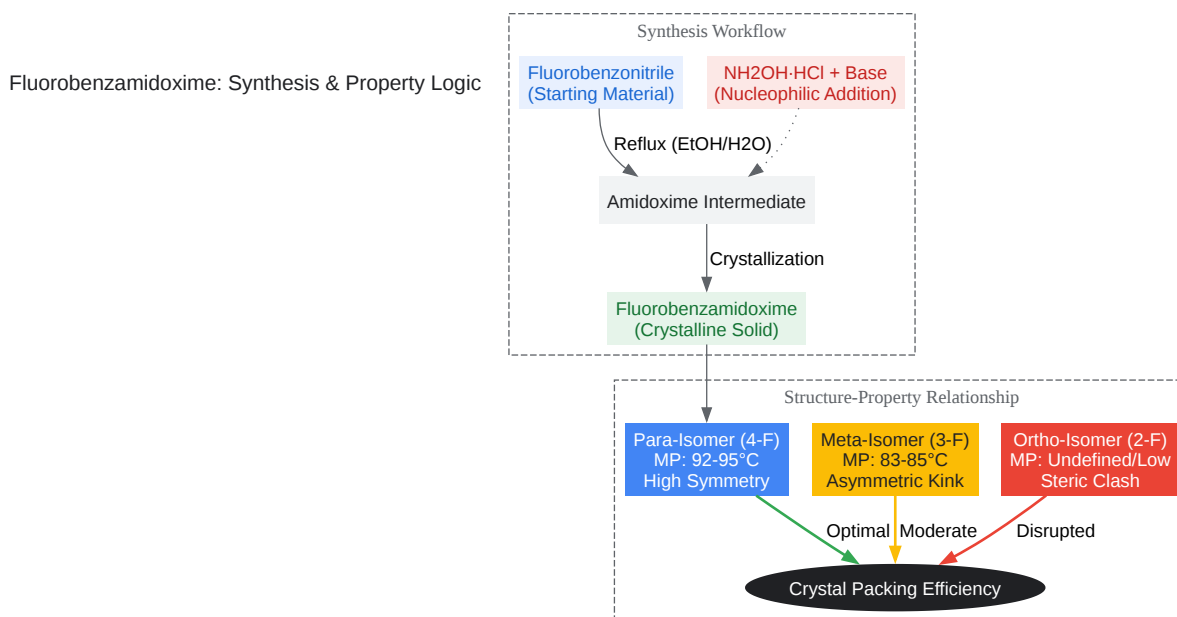 Fluorobenzamidoxime: Synthesis & Property Logic
Synthesis Workflow
Fluorobenzonitrile
(Starting Material)
NH2OH·HCl + Base
(Nucleophilic Addition)
Reflux (EtOH/H2O)
Amidoxime Intermediate
Crystallization
Fluorobenzamidoxime
(Crystalline Solid)
Structure-Property Relationship
Para-Isomer (4-F)
MP: 92-95°C
High Symmetry
Meta-Isomer (3-F)
MP: 83-85°C
Asymmetric Kink
Ortho-Isomer (2-F)
MP: Undefined/Low
Steric Clash
Optimal
Moderate
Disrupted
Crystal Packing Efficiency